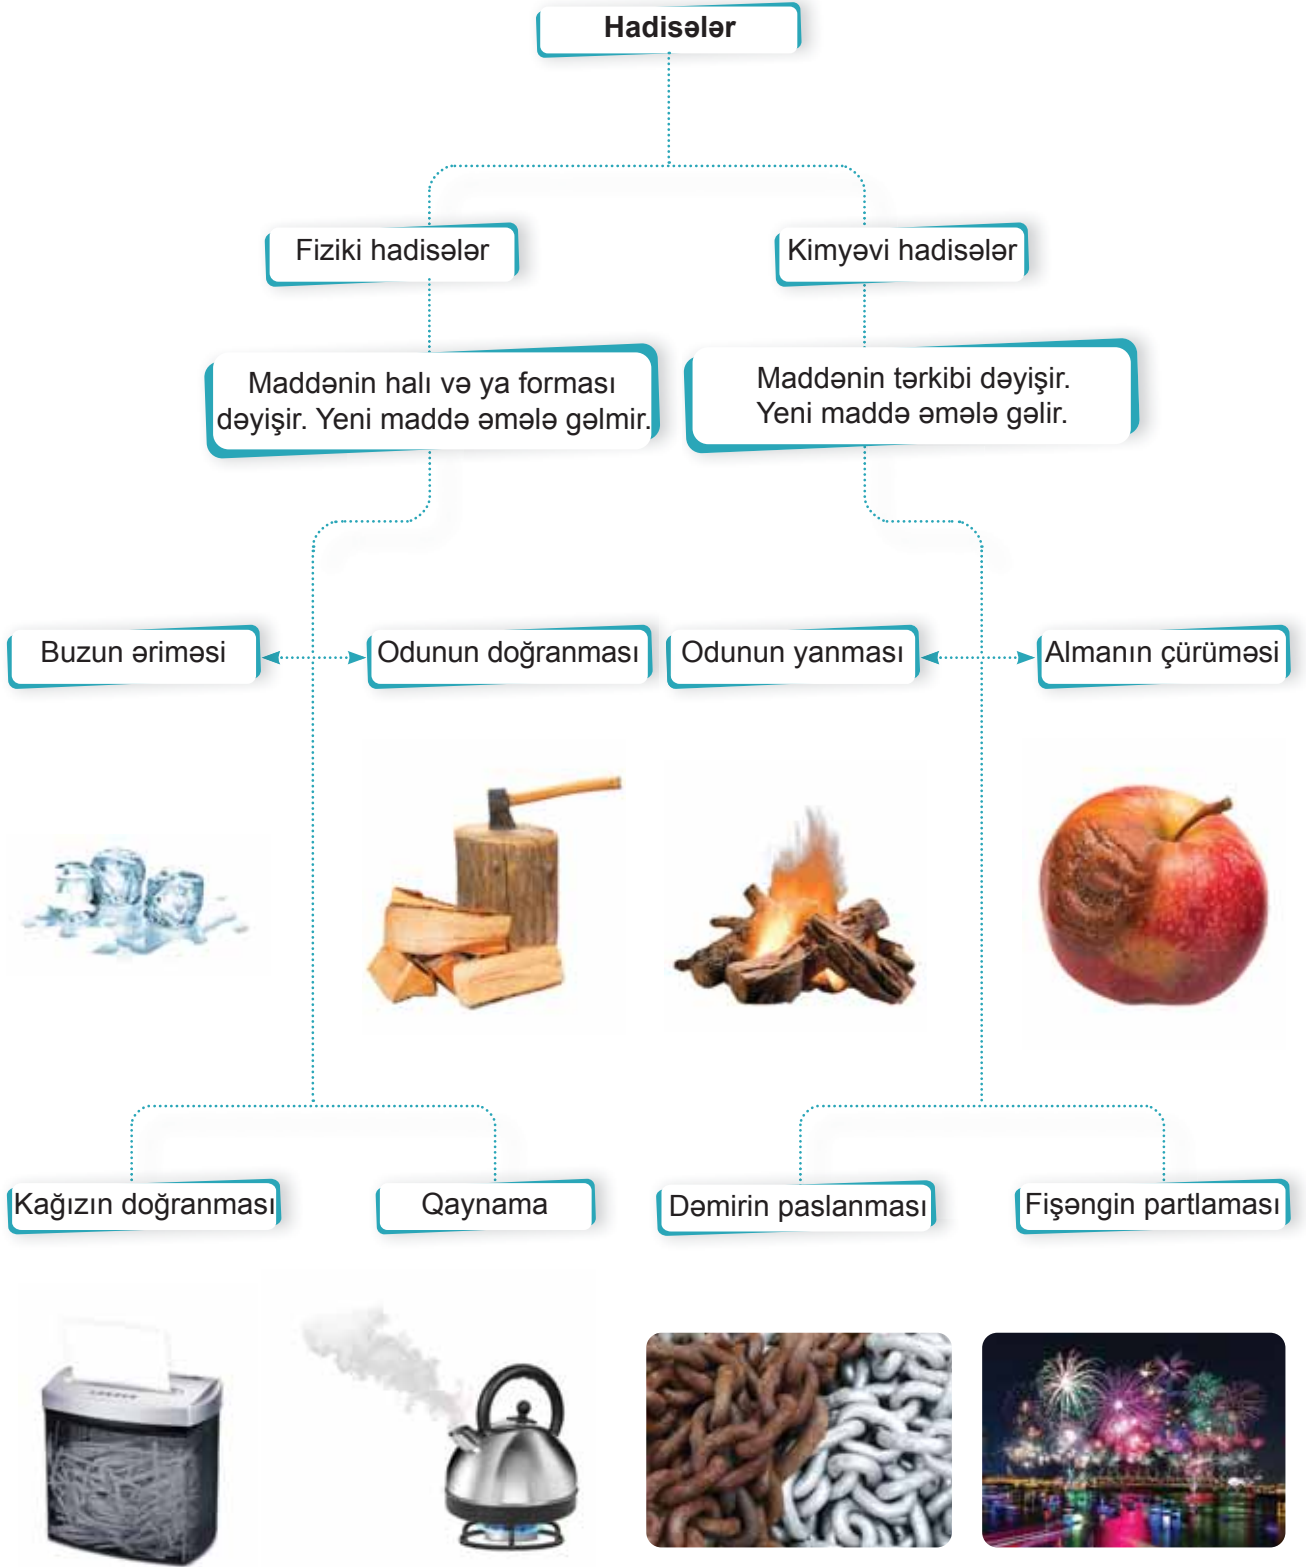 Hadisələr
Fiziki hadisələr
Kimyəvi hadisələr
Maddənin halı və ya forması
dəyişir. Yeni maddə əmələ gəlmir.
Maddənin tərkibi dəyişir.
Yeni maddə əmələ gəlir.
Buzun əriməsi
Odunun doğranması
Odunun yanması
Almanın çürüməsi
Kağızın doğranması
Qaynama
Dəmirin paslanması
Fişəngin partlaması